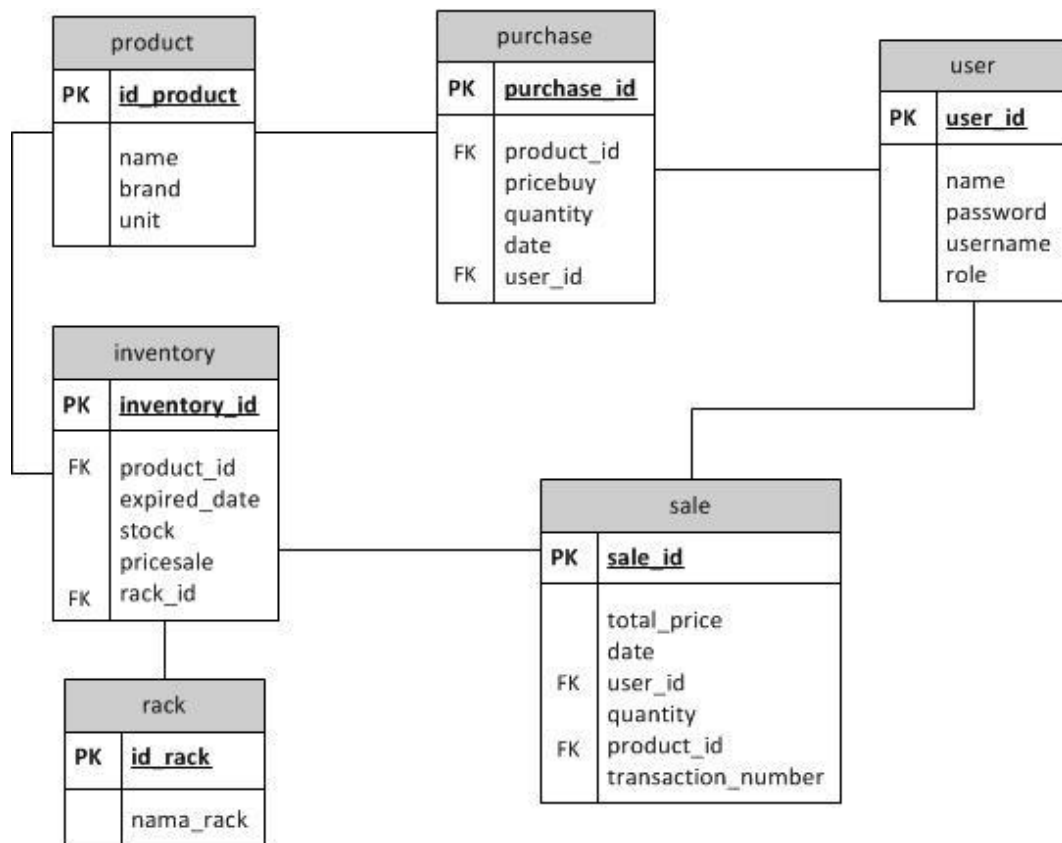 product
PK id_product
name
brand
unit
purchase
PK purchase_id
FK product_id
pricebuy
quantity
date
FK user_id
user
PK user_id
name
password
username
role
inventory
PK inventory_id
FK product_id
expired_date
stock
pricesale
FK rack_id
sale
PK sale_id
total_price
date
FK user_id
quantity
FK product_id
transaction_number
rack
PK id_rack
nama_rack